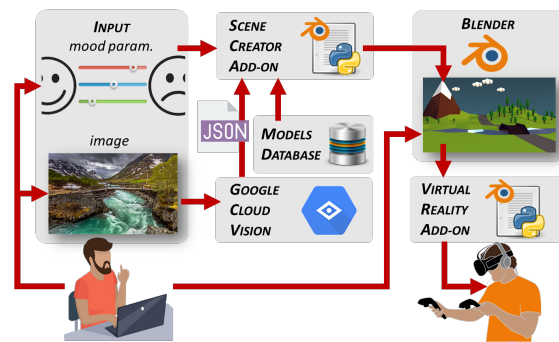 INPUT
mood param.
image
SCENE
CREATOR
ADD-ON
JSON
MODELS
DATABASE
GOOGLE
CLOUD
VISION
BLENDER
VIRTUAL
REALITY
ADD-ON